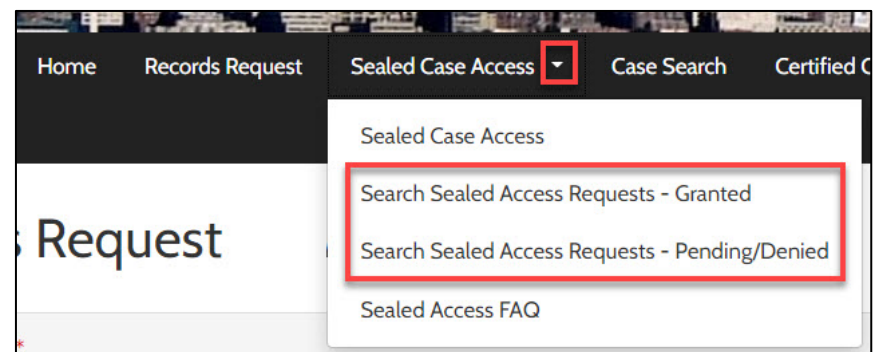 Home Records Request Sealed Case Access Case Search Certified
Sealed Case Access
Search Sealed Access Requests - Granted
Request
Search Sealed Access Requests - Pending/Denied
Sealed Access FAQ
*